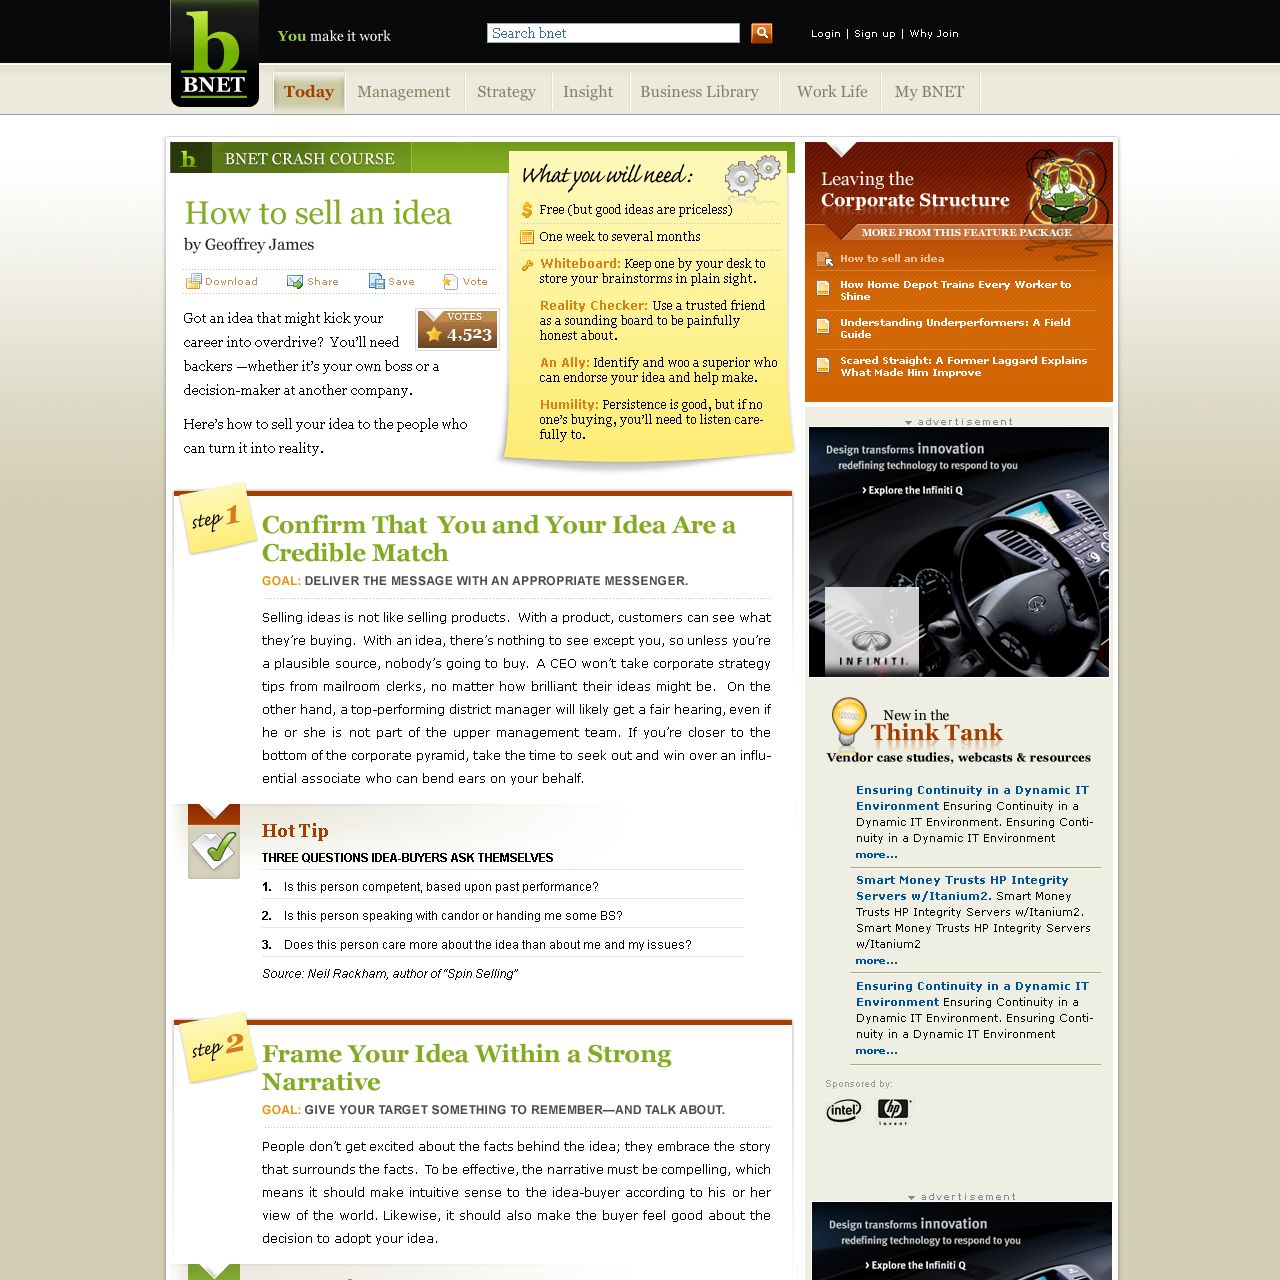 b
BNET
You make it work
Search bnet
Login | Sign up | Why Join
Today
Management
Strategy
Insight
Business Library
Work Life
My BNET
b BNET CRASH COURSE
How to sell an idea
by Geoffrey James
Download
Share
Save
Vote
Got an idea that might kick your
career into overdrive? You'll need
backers —whether it's your own boss or a
decision-maker at another company.
VOTES
4,523
Here's how to sell your idea to the people who
can turn it into reality.
What you will need:
Free (but good ideas are priceless)
One week to several months
Whiteboard: Keep one by your desk to
store your brainstorms in plain sight.
Reality Checker: Use a trusted friend
as a sounding board to be painfully
honest about.
An Ally: Identify and woo a superior who
can endorse your idea and help make.
Humility: Persistence is good, but if no
one's buying, you'll need to listen care-
fully to.
step 1
Confirm That You and Your Idea Are a
Credible Match
GOAL: DELIVER THE MESSAGE WITH AN APPROPRIATE MESSENGER.
Selling ideas is not like selling products. With a product, customers can see what
they're buying. With an idea, there's nothing to see except you, so unless you're
a plausible source, nobody's going to buy. A CEO won't take corporate strategy
tips from mailroom clerks, no matter how brilliant their ideas might be. On the
other hand, a top-performing district manager will likely get a fair hearing, even if
he or she is not part of the upper management team. If you're closer to the
bottom of the corporate pyramid, take the time to seek out and win over an influ-
ential associate who can bend ears on your behalf.
Hot Tip
THREE QUESTIONS IDEA-BUYERS ASK THEMSELVES
1. Is this person competent, based upon past performance?
2. Is this person speaking with candor or handing me some BS?
3. Does this person care more about the idea than about me and my issues?
Source: Neil Rackham, author of "Spin Selling"
step 2
Frame Your Idea Within a Strong
Narrative
GOAL: GIVE YOUR TARGET SOMETHING TO REMEMBER—AND TALK ABOUT.
People don't get excited about the facts behind the idea; they embrace the story
that surrounds the facts. To be effective, the narrative must be compelling, which
means it should make intuitive sense to the idea-buyer according to his or her
view of the world. Likewise, it should also make the buyer feel good about the
decision to adopt your idea.
Leaving the
Corporate Structure
MORE FROM THIS FEATURE PACKAGE
How to sell an idea
How Home Depot Trains Every Worker to
Shine
Understanding Underperformers: A Field
Guide
Scared Straight: A Former Laggard Explains
What Made Him Improve
advertisement
Design transforms innovation
redefining technology to respond to you
› Explore the Infiniti Q
INFINITI.
New in the
Think Tank
Vendor case studies, webcasts & resources
Ensuring Continuity in a Dynamic IT
Environment Ensuring Continuity in a
Dynamic IT Environment. Ensuring Conti-
nuity in a Dynamic IT Environment
more...
Smart Money Trusts HP Integrity
Servers w/Itanium2. Smart Money
Trusts HP Integrity Servers w/Itanium2.
Smart Money Trusts HP Integrity Servers
w/Itanium2
more...
Ensuring Continuity in a Dynamic IT
Environment Ensuring Continuity in a
Dynamic IT Environment. Ensuring Conti-
nuity in a Dynamic IT Environment
more...
Sponsored by:
intel
hp
invent
advertisement
Design transforms innovation
redefining technology to respond to you
› Explore the Infiniti Q